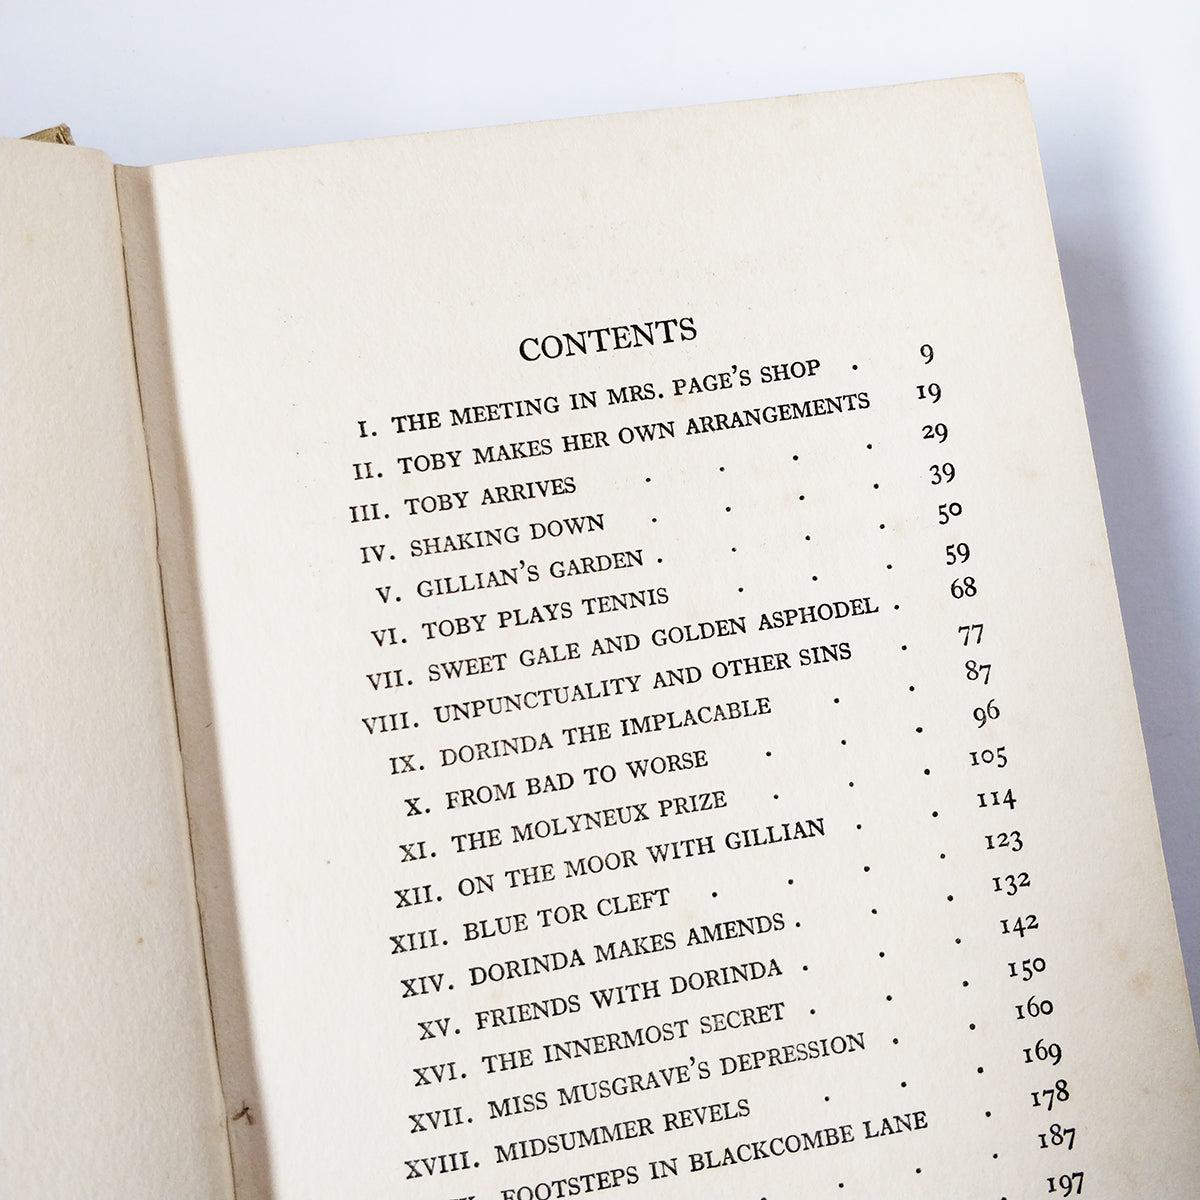 CONTENTS
I. THE MEETING IN MRS. PAGE'S SHOP . 9
II. TOBY MAKES HER OWN ARRANGEMENTS 19
III. TOBY ARRIVES . . . . 29
IV. SHAKING DOWN . . . . 39
V. GILLIAN'S GARDEN . . . . 50
VI. TOBY PLAYS TENNIS . . . 59
VII. SWEET GALE AND GOLDEN ASPHODEL . 68
VIII. UNPUNCTUALITY AND OTHER SINS . 77
IX. DORINDA THE IMPLACABLE . . 87
X. FROM BAD TO WORSE . . . 96
XI. THE MOLYNEUX PRIZE . . . 105
XII. ON THE MOOR WITH GILLIAN . . 114
XIII. BLUE TOR CLEFT . . . . 123
XIV. DORINDA MAKES AMENDS . . . 132
XV. FRIENDS WITH DORINDA . . . 142
XVI. THE INNERMOST SECRET . . . 150
XVII. MISS MUSGRAVE'S DEPRESSION . . 160
XVIII. MIDSUMMER REVELS . . . 169
FOOTSTEPS IN BLACKCOMBE LANE . 178
. . . . 187
197